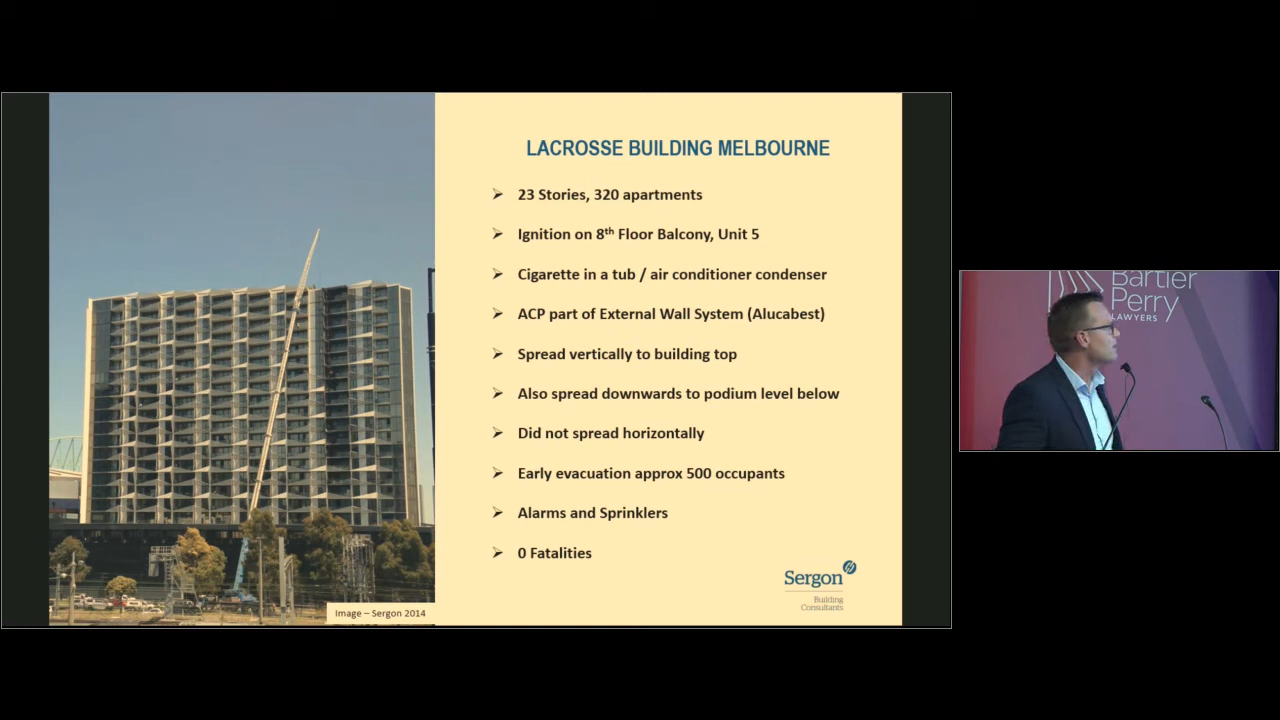 LACROSSE BUILDING MELBOURNE
23 Stories, 320 apartments
Ignition on 8th Floor Balcony, Unit 5
Cigarette in a tub / air conditioner condenser
ACP part of External Wall System (Alucabest)
Spread vertically to building top
Also spread downwards to podium level below
Did not spread horizontally
Early evacuation approx 500 occupants
Alarms and Sprinklers
0 Fatalities
Sergon
Building
Consultants
Image – Sergon 2014
Bartier
Perry
LAWYERS